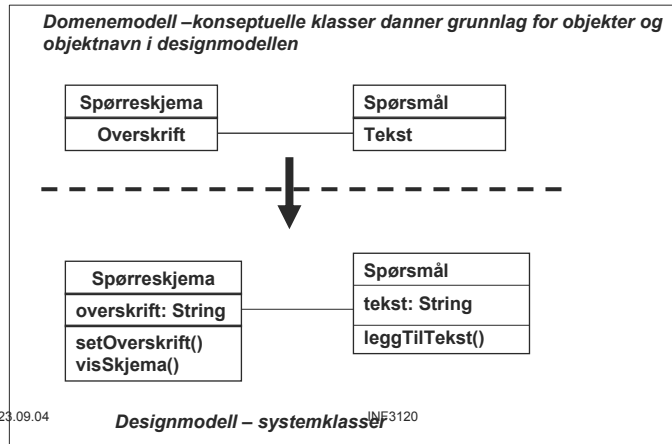 Domenemodell –konseptuelle klasser danner grunnlag for objekter og
objektnavn i designmodellen
Spørreskjema
Overskrift
Spørsmål
Tekst
Spørreskjema
overskrift: String
setOverskrift()
visSkjema()
Spørsmål
tekst: String
leggTilTekst()
23.09.04
Designmodell – systemklasser
INF3120